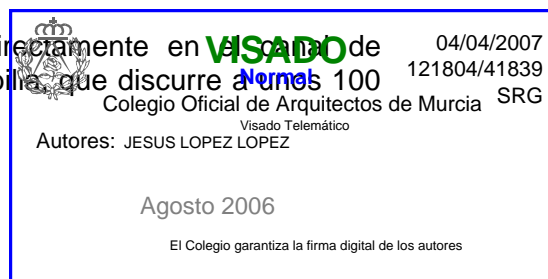 irectamente en el canal de
VISADO
04/04/2007
que discurre a unos 100
Normal
121804/41839
Colegio Oficial de Arquitectos de Murcia
SRG
Visado Telemático
Autores: JESUS LOPEZ LOPEZ
Agosto 2006
El Colegio garantiza la firma digital de los autores